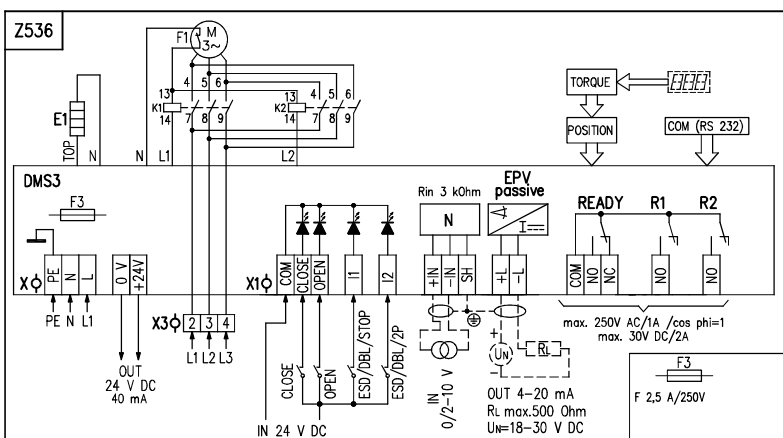 Z536
F1
M
3~
13
4 5 6
K1
14
7 8 9
13
4 5 6
K2
14
7 8 9
E1
TOP
N
N
L1
L2
TORQUE
POSITION
COM (RS 232)
DMS3
F3
Rin 3 kOhm
N
EPV
passive
I
READY R1 R2
X
PE
N
L
0 V
+24V
X1
COM
CLOSE
OPEN
I1
I2
+IN
-IN
SH
+L
-L
COM
NO
NC
NO
NO
PE N L1
X3
2 3 4
L1 L2 L3
OUT
24 V DC
40 mA
CLOSE
OPEN
ESD/DBL/STOP
ESD/DBL/2P
IN 24 V DC
IN
0/2-10 V
+
UN
-
RL
OUT 4-20 mA
RL max.500 Ohm
UN=18-30 V DC
max. 250V AC/1A /cos phi=1
max. 30V DC/2A
F3
F 2,5 A/250V